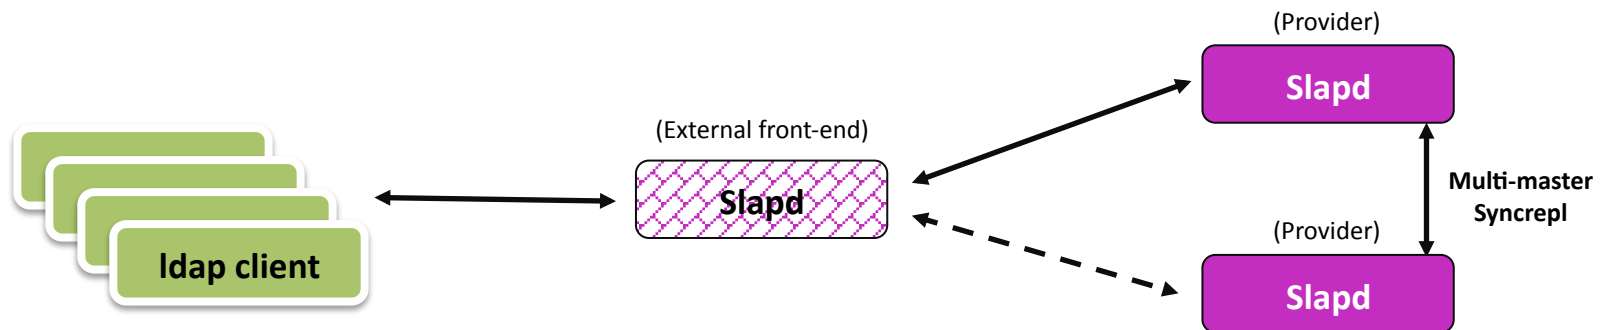 (Provider)
Slapd
(External front-end)
Slapd
ldap client
Multi-master
Syncrepl
(Provider)
Slapd